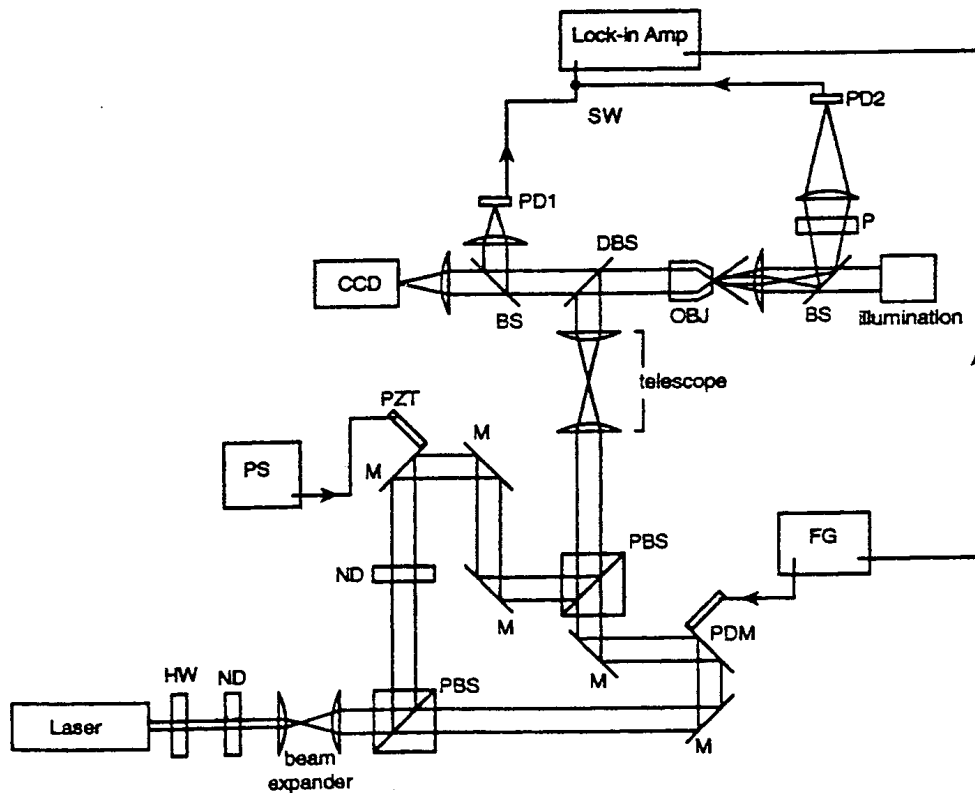 Lock-in Amp
SW
PD2
PD1
P
DBS
CCD
BS
OBJ
BS
illumination
telescope
PZT
M
PS
M
FG
PBS
ND
M
PDM
M
HW
ND
PBS
Laser
M
beam
expander